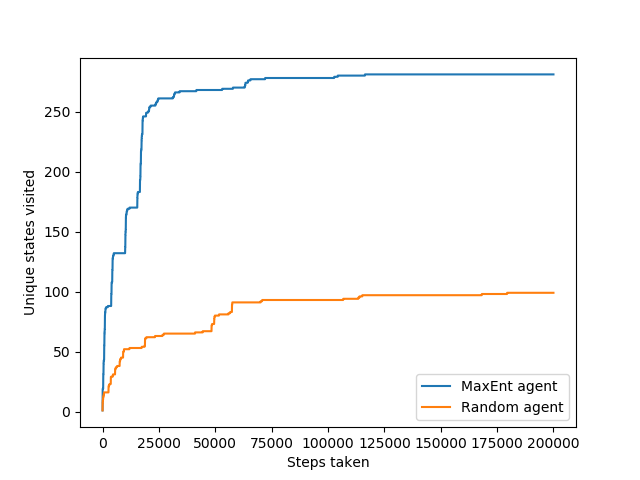 Unique states visited
250
200
150
100
50
0
0 25000 50000 75000 100000 125000 150000 175000 200000
Steps taken
MaxEnt agent
Random agent